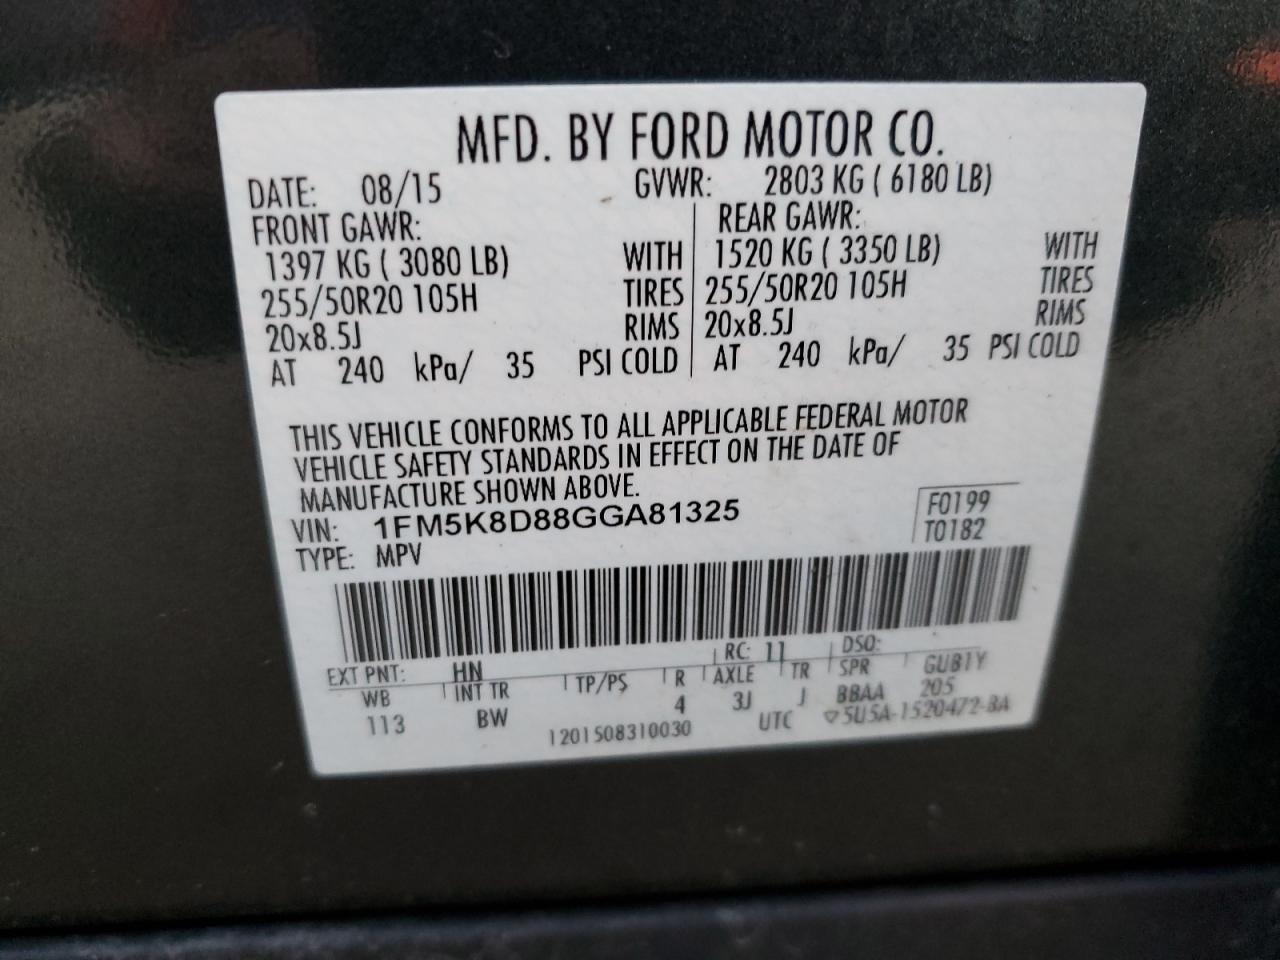 MFD. BY FORD MOTOR CO.
DATE: 08/15 GVWR: 2803 KG ( 6180 LB)
FRONT GAWR: REAR GAWR:
1397 KG ( 3080 LB) WITH 1520 KG ( 3350 LB) WITH
255/50R20 105H TIRES 255/50R20 105H TIRES
20x8.5J RIMS 20x8.5J RIMS
AT 240 kPa/ 35 PSI COLD AT 240 kPa/ 35 PSI COLD
THIS VEHICLE CONFORMS TO ALL APPLICABLE FEDERAL MOTOR
VEHICLE SAFETY STANDARDS IN EFFECT ON THE DATE OF
MANUFACTURE SHOWN ABOVE.
VIN: 1FM5K8D88GGA81325 F0199
TYPE: MPV T0182
EXT PNT: HN RC: 11 DSO:
WB INT TR TP/PS R AXLE TR SPR GUB1Y
113 BW 4 3J J BBAA 205
1201508310030 UTC ▽5U5A-1520472-BA